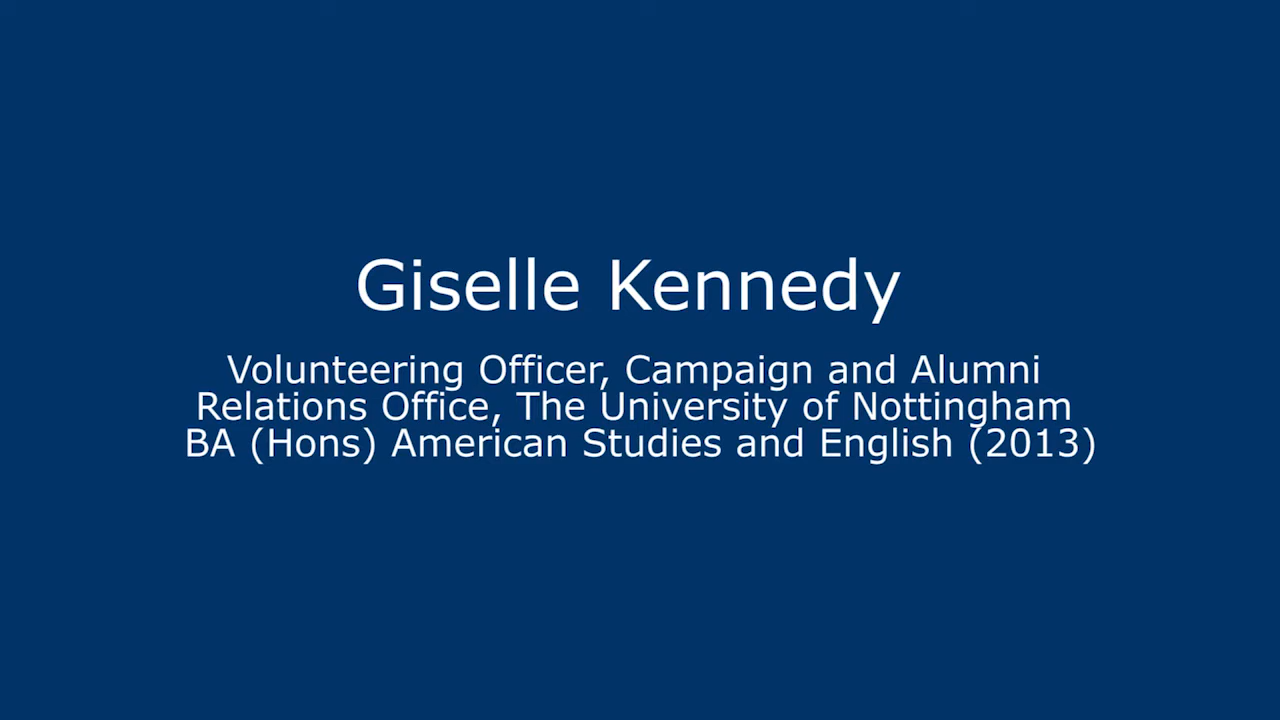 Giselle Kennedy
Volunteering Officer, Campaign and Alumni
Relations Office, The University of Nottingham
BA (Hons) American Studies and English (2013)